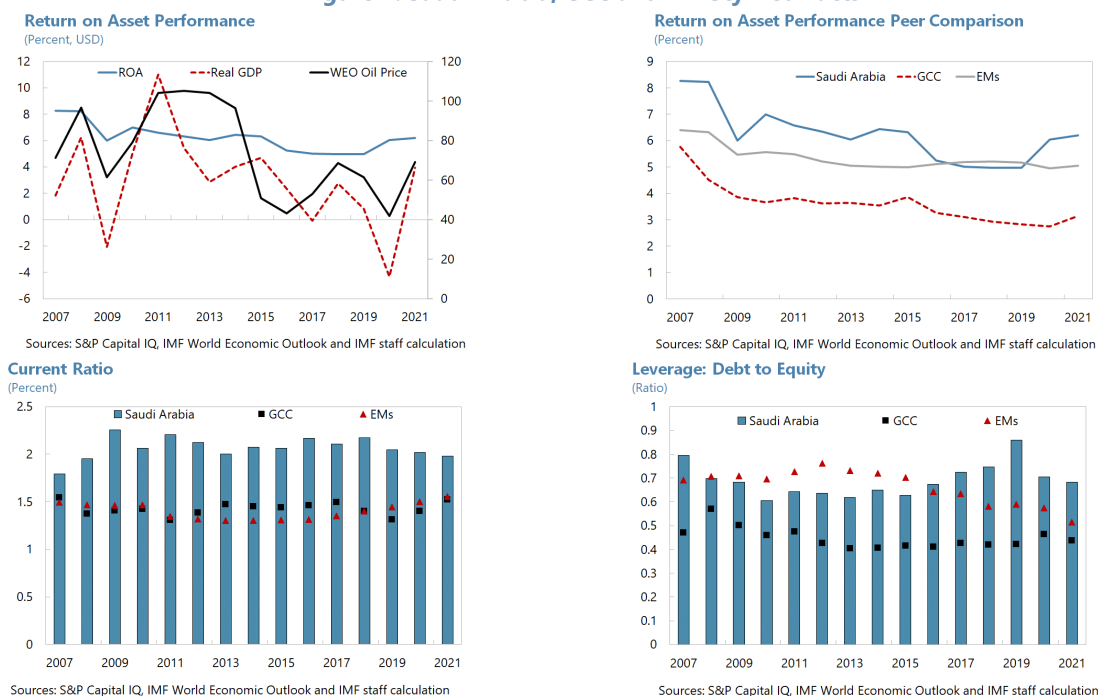 Return on Asset Performance
(Percent, USD)
12
10
8
6
4
2
0
-2
-4
-6
ROA
Real GDP
WEO Oil Price
120
100
80
60
40
20
0
2007 2009 2011 2013 2015 2017 2019 2021
Sources: S&P Capital IQ, IMF World Economic Outlook and IMF staff calculation
Return on Asset Performance Peer Comparison
(Percent)
9
8
7
6
5
4
3
2
1
0
Saudi Arabia
GCC
EMs
2007 2009 2011 2013 2015 2017 2019 2021
Sources: S&P Capital IQ, IMF World Economic Outlook and IMF staff calculation
Current Ratio
(Percent)
2.5
2
1.5
1
0.5
0
Saudi Arabia
GCC
EMs
2007 2009 2011 2013 2015 2017 2019 2021
Sources: S&P Capital IQ, IMF World Economic Outlook and IMF staff calculation
Leverage: Debt to Equity
(Ratio)
1
0.9
0.8
0.7
0.6
0.5
0.4
0.3
0.2
0.1
0
Saudi Arabia
GCC
EMs
2007 2009 2011 2013 2015 2017 2019 2021
Sources: S&P Capital IQ, IMF World Economic Outlook and IMF staff calculation